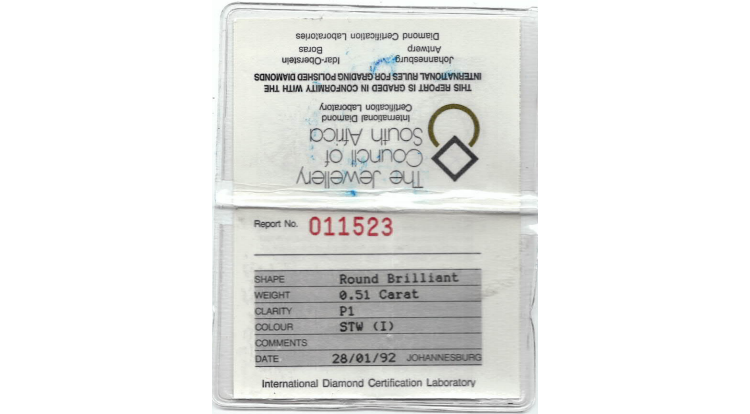 The Jewellery
Council of
South Africa
International Diamond
Certification Laboratory
THIS REPORT IS GRADED IN CONFORMITY WITH THE
INTERNATIONAL RULES FOR GRADING POLISHED DIAMONDS
Johannesburg Idar-Oberstein
Antwerp Boras
Diamond Certification Laboratories
Report No. 011523
SHAPE Round Brilliant
WEIGHT 0.51 Carat
CLARITY P1
COLOUR STW (I)
COMMENTS
DATE 28/01/92 JOHANNESBURG
International Diamond Certification Laboratory